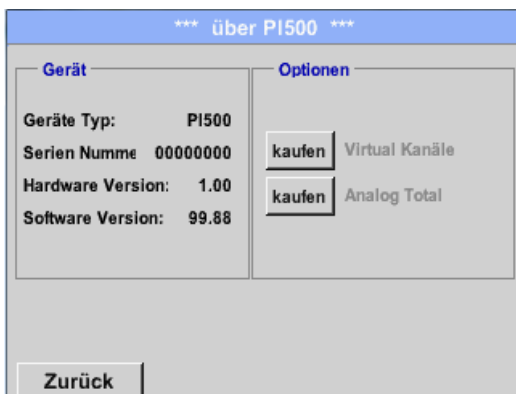 *** über PI500 ***
Gerät
Geräte Typ: PI500
Serien Numme 00000000
Hardware Version: 1.00
Software Version: 99.88
Optionen
kaufen Virtual Kanäle
kaufen Analog Total
Zurück